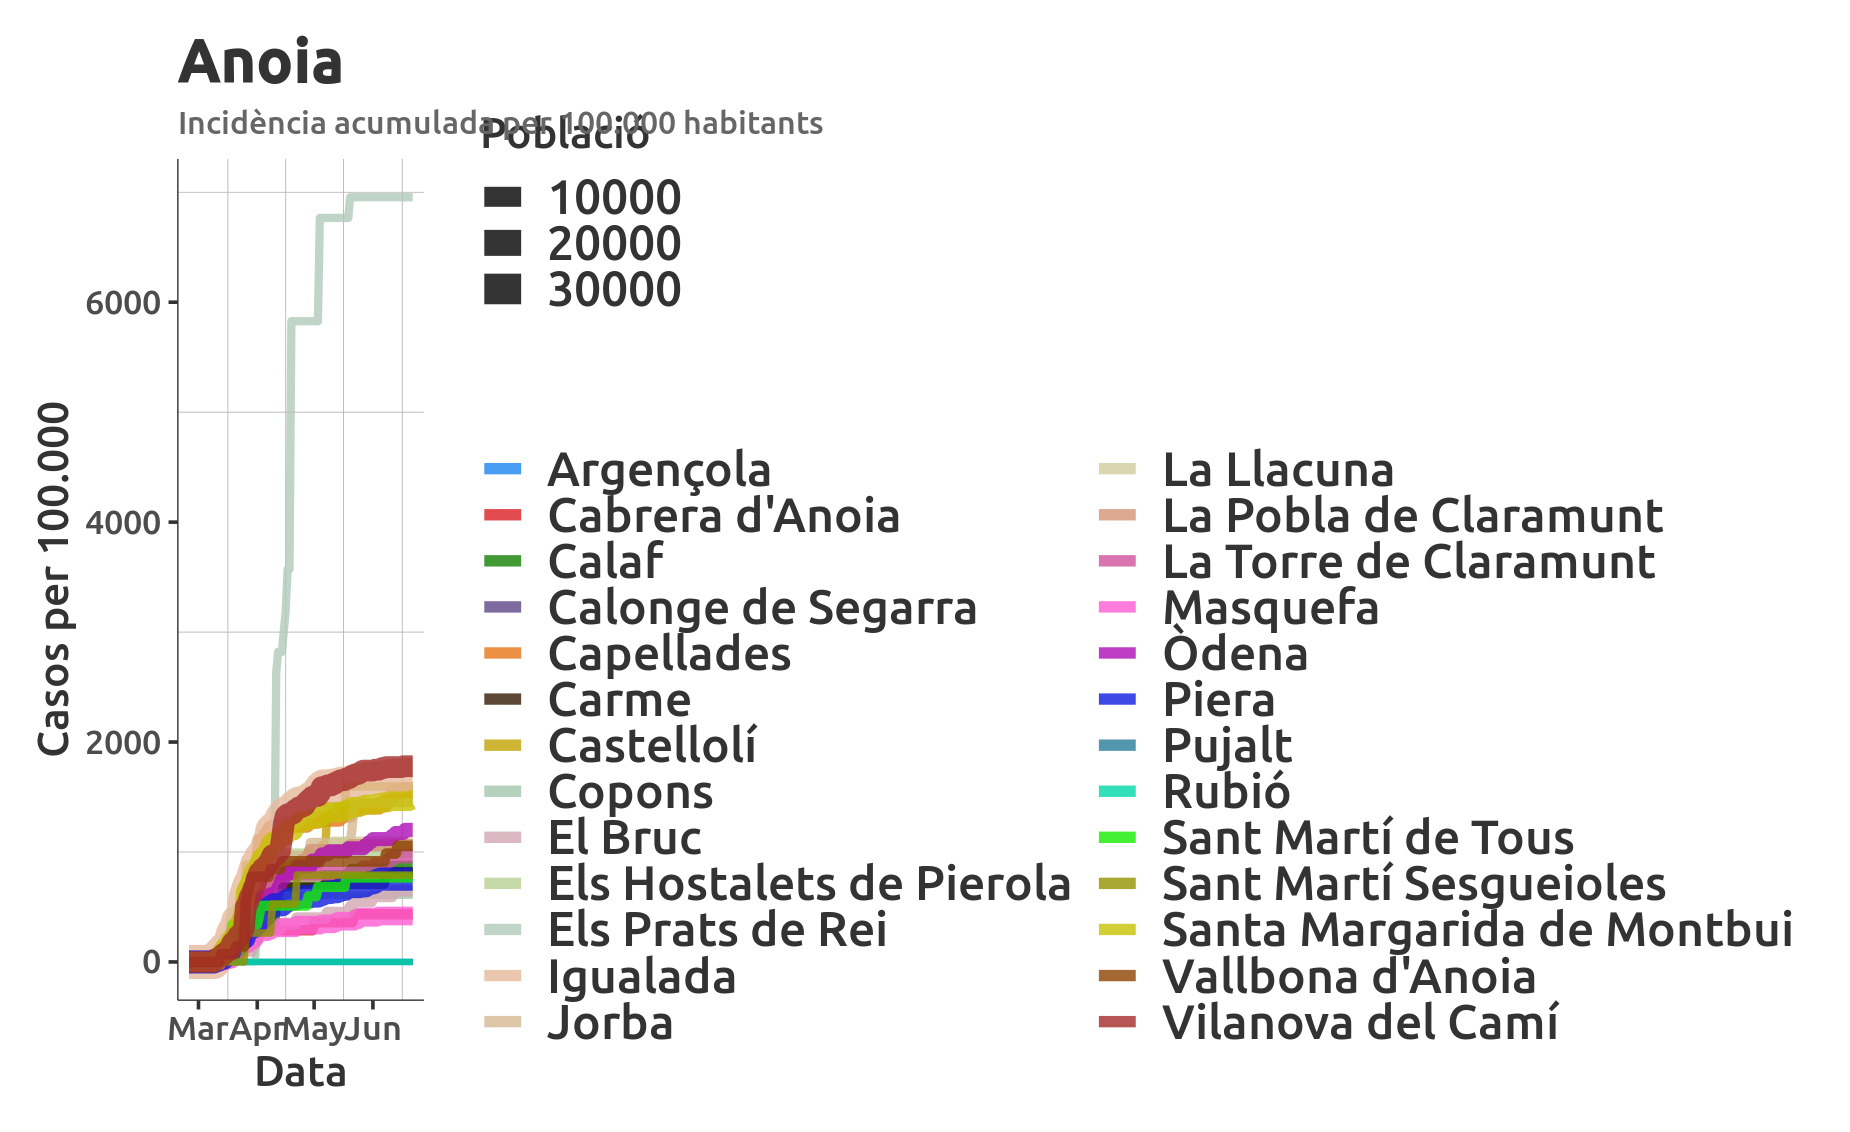 Anoia
Incidència acumulada per 100.000 habitants
Població
10000
20000
30000
Casos per 100.000
6000
4000
2000
0
Mar Apr May Jun
Data
Argençola
Cabrera d'Anoia
Calaf
Calonge de Segarra
Capellades
Carme
Castellolí
Copons
El Bruc
Els Hostalets de Pierola
Els Prats de Rei
Igualada
Jorba
La Llacuna
La Pobla de Claramunt
La Torre de Claramunt
Masquefa
Òdena
Piera
Pujalt
Rubió
Sant Martí de Tous
Sant Martí Sesgueioles
Santa Margarida de Montbui
Vallbona d'Anoia
Vilanova del Camí